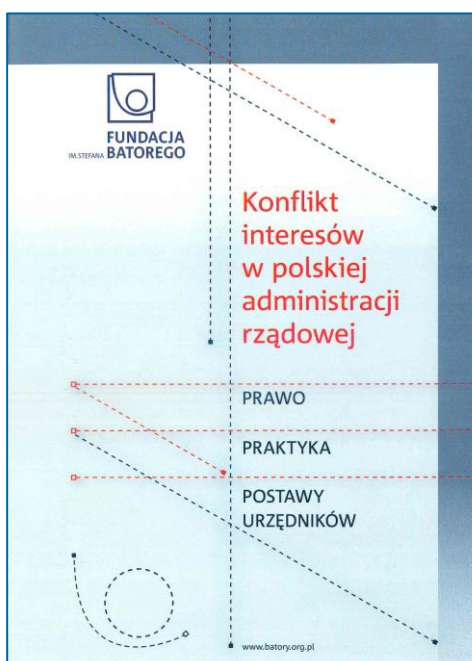 FUNDACJA
IM. STEFANA BATOREGO
Konflikt
interesów
w polskiej
administracji
rządowej
PRAWO
PRAKTYKA
POSTAWY
URZĘDNIKÓW
www.batory.org.pl